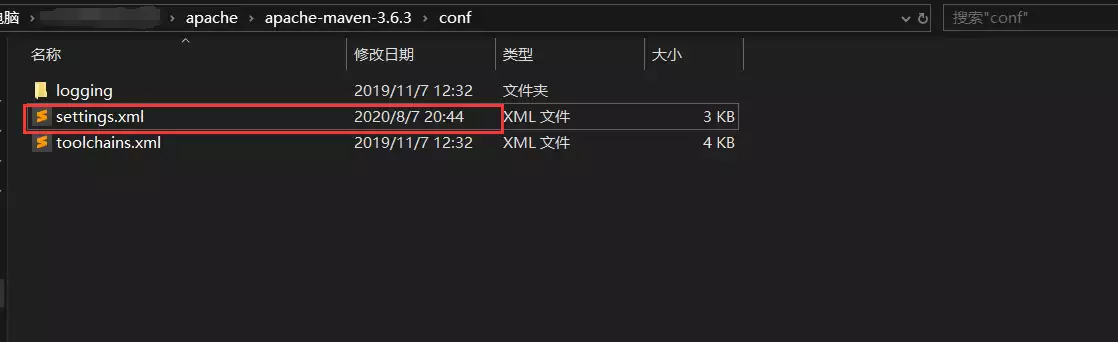 电脑 › › apache › apache-maven-3.6.3 › conf
搜索"conf"
名称 修改日期 类型 大小
logging 2019/11/7 12:32 文件夹
settings.xml 2020/8/7 20:44 XML 文件 3 KB
toolchains.xml 2019/11/7 12:32 XML 文件 4 KB